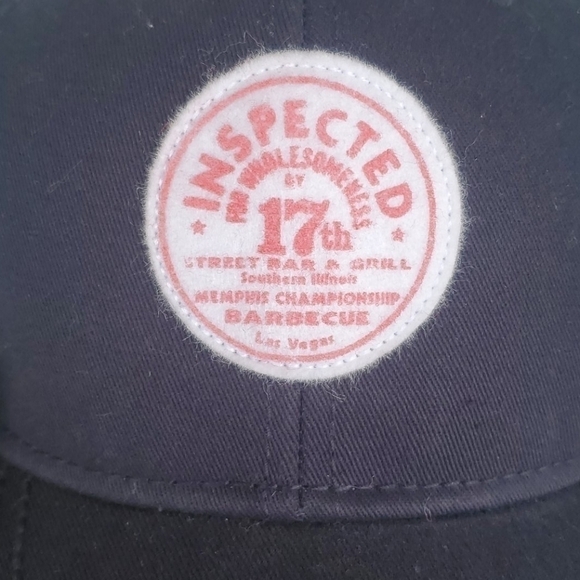 INSPECTED
FOR WHOLESOMENESS
BY
17th
STREET BAR & GRILL
Southern Illinois
MEMPHIS CHAMPIONSHIP
BARBECUE
Las Vegas